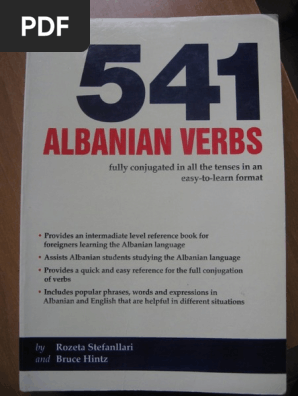 PDF
541
ALBANIAN VERBS
fully conjugated in all the tenses in an
easy-to-learn format
• Provides an intermadiate level reference book for
foreigners learning the Albanian language
• Assists Albanian students studying the Albanian language
• Provides a quick and easy reference for the full conjugation
of verbs
• Includes popular phrases, words and expressions in
Albanian and English that are helpful in different situations
by Rozeta Stefanllari
and Bruce Hintz